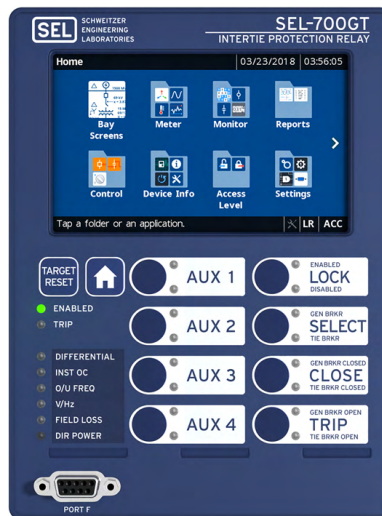 SEL
SCHWEITZER
ENGINEERING
LABORATORIES
SEL-700GT
INTERTIE PROTECTION RELAY
Home 03/23/2018 03:56:05
Bay
Screens
Meter
Monitor
Reports
Control
Device Info
Access
Level
Settings
Tap a folder or an application.
LR ACC
TARGET
RESET
ENABLED
TRIP
DIFFERENTIAL
INST OC
O/U FREQ
V/Hz
FIELD LOSS
DIR POWER
AUX 1
AUX 2
AUX 3
AUX 4
ENABLED
LOCK
DISABLED
GEN BRKR
SELECT
TIE BRKR
GEN BRKR CLOSED
CLOSE
TIE BRKR CLOSED
GEN BRKR OPEN
TRIP
TIE BRKR OPEN
PORT F